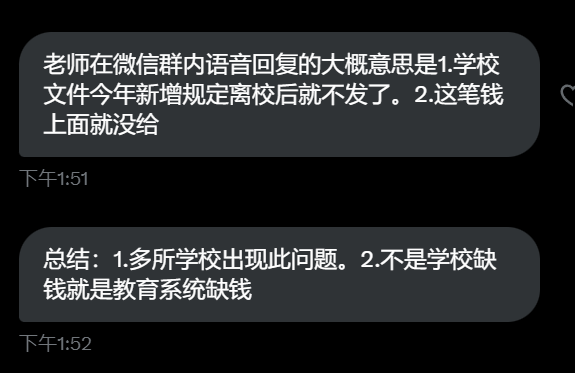 老师在微信群内语音回复的大概意思是1.学校
文件今年新增规定离校后就不发了。2.这笔钱
上面就没给
下午1:51
总结：1.多所学校出现此问题。2.不是学校缺
钱就是教育系统缺钱
下午1:52